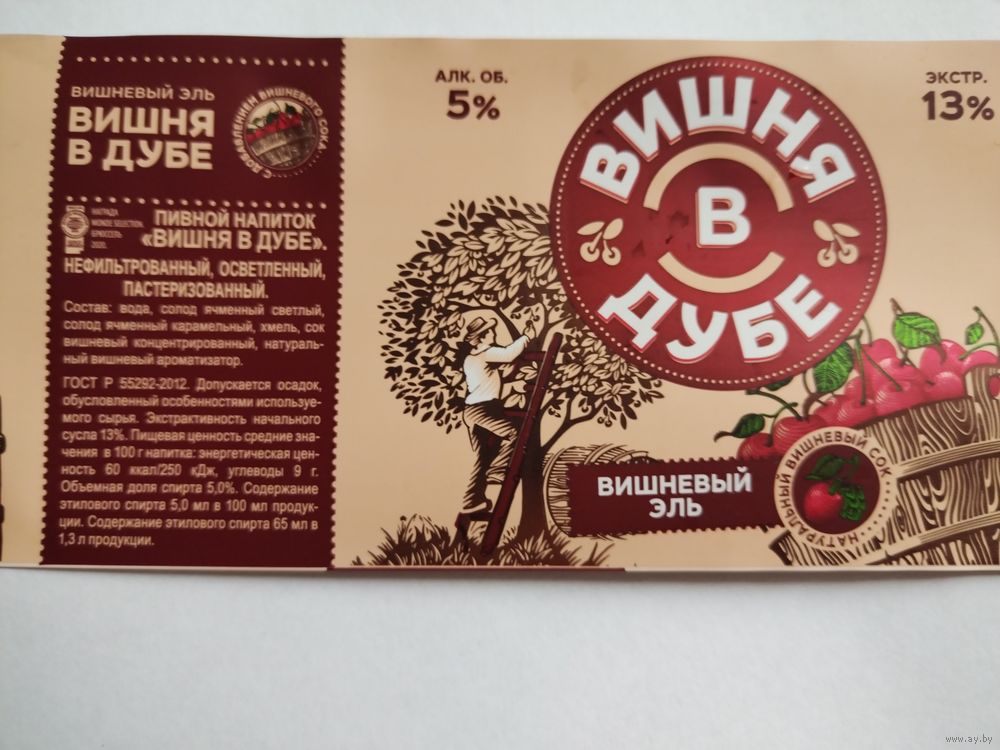 ВИШНЕВЫЙ ЭЛЬ
ВИШНЯ
В ДУБЕ
С ДОБАВЛЕНИЕМ ВИШНЕВОГО СОКА
НАГРАДА
MONDE SELECTION.
БРЮССЕЛЬ
2020.
ПИВНОЙ НАПИТОК
«ВИШНЯ В ДУБЕ».
НЕФИЛЬТРОВАННЫЙ, ОСВЕТЛЕННЫЙ,
ПАСТЕРИЗОВАННЫЙ.
Состав: вода, солод ячменный светлый,
солод ячменный карамельный, хмель, сок
вишневый концентрированный, натураль-
ный вишневый ароматизатор.
ГОСТ Р 55292-2012. Допускается осадок,
обусловленный особенностями используе-
мого сырья. Экстрактивность начального
сусла 13%. Пищевая ценность средние зна-
чения в 100 г напитка: энергетическая цен-
ность 60 ккал/250 кДж, углеводы 9 г.
Объемная доля спирта 5,0%. Содержание
этилового спирта 5,0 мл в 100 мл продук-
ции. Содержание этилового спирта 65 мл в
1,3 л продукции.
АЛК. ОБ.
5%
ЭКСТР.
13%
ВИШНЯ
В
ДУБЕ
ВИШНЕВЫЙ
ЭЛЬ
НАТУРАЛЬНЫЙ ВИШНЕВЫЙ СОК
www.ay.by